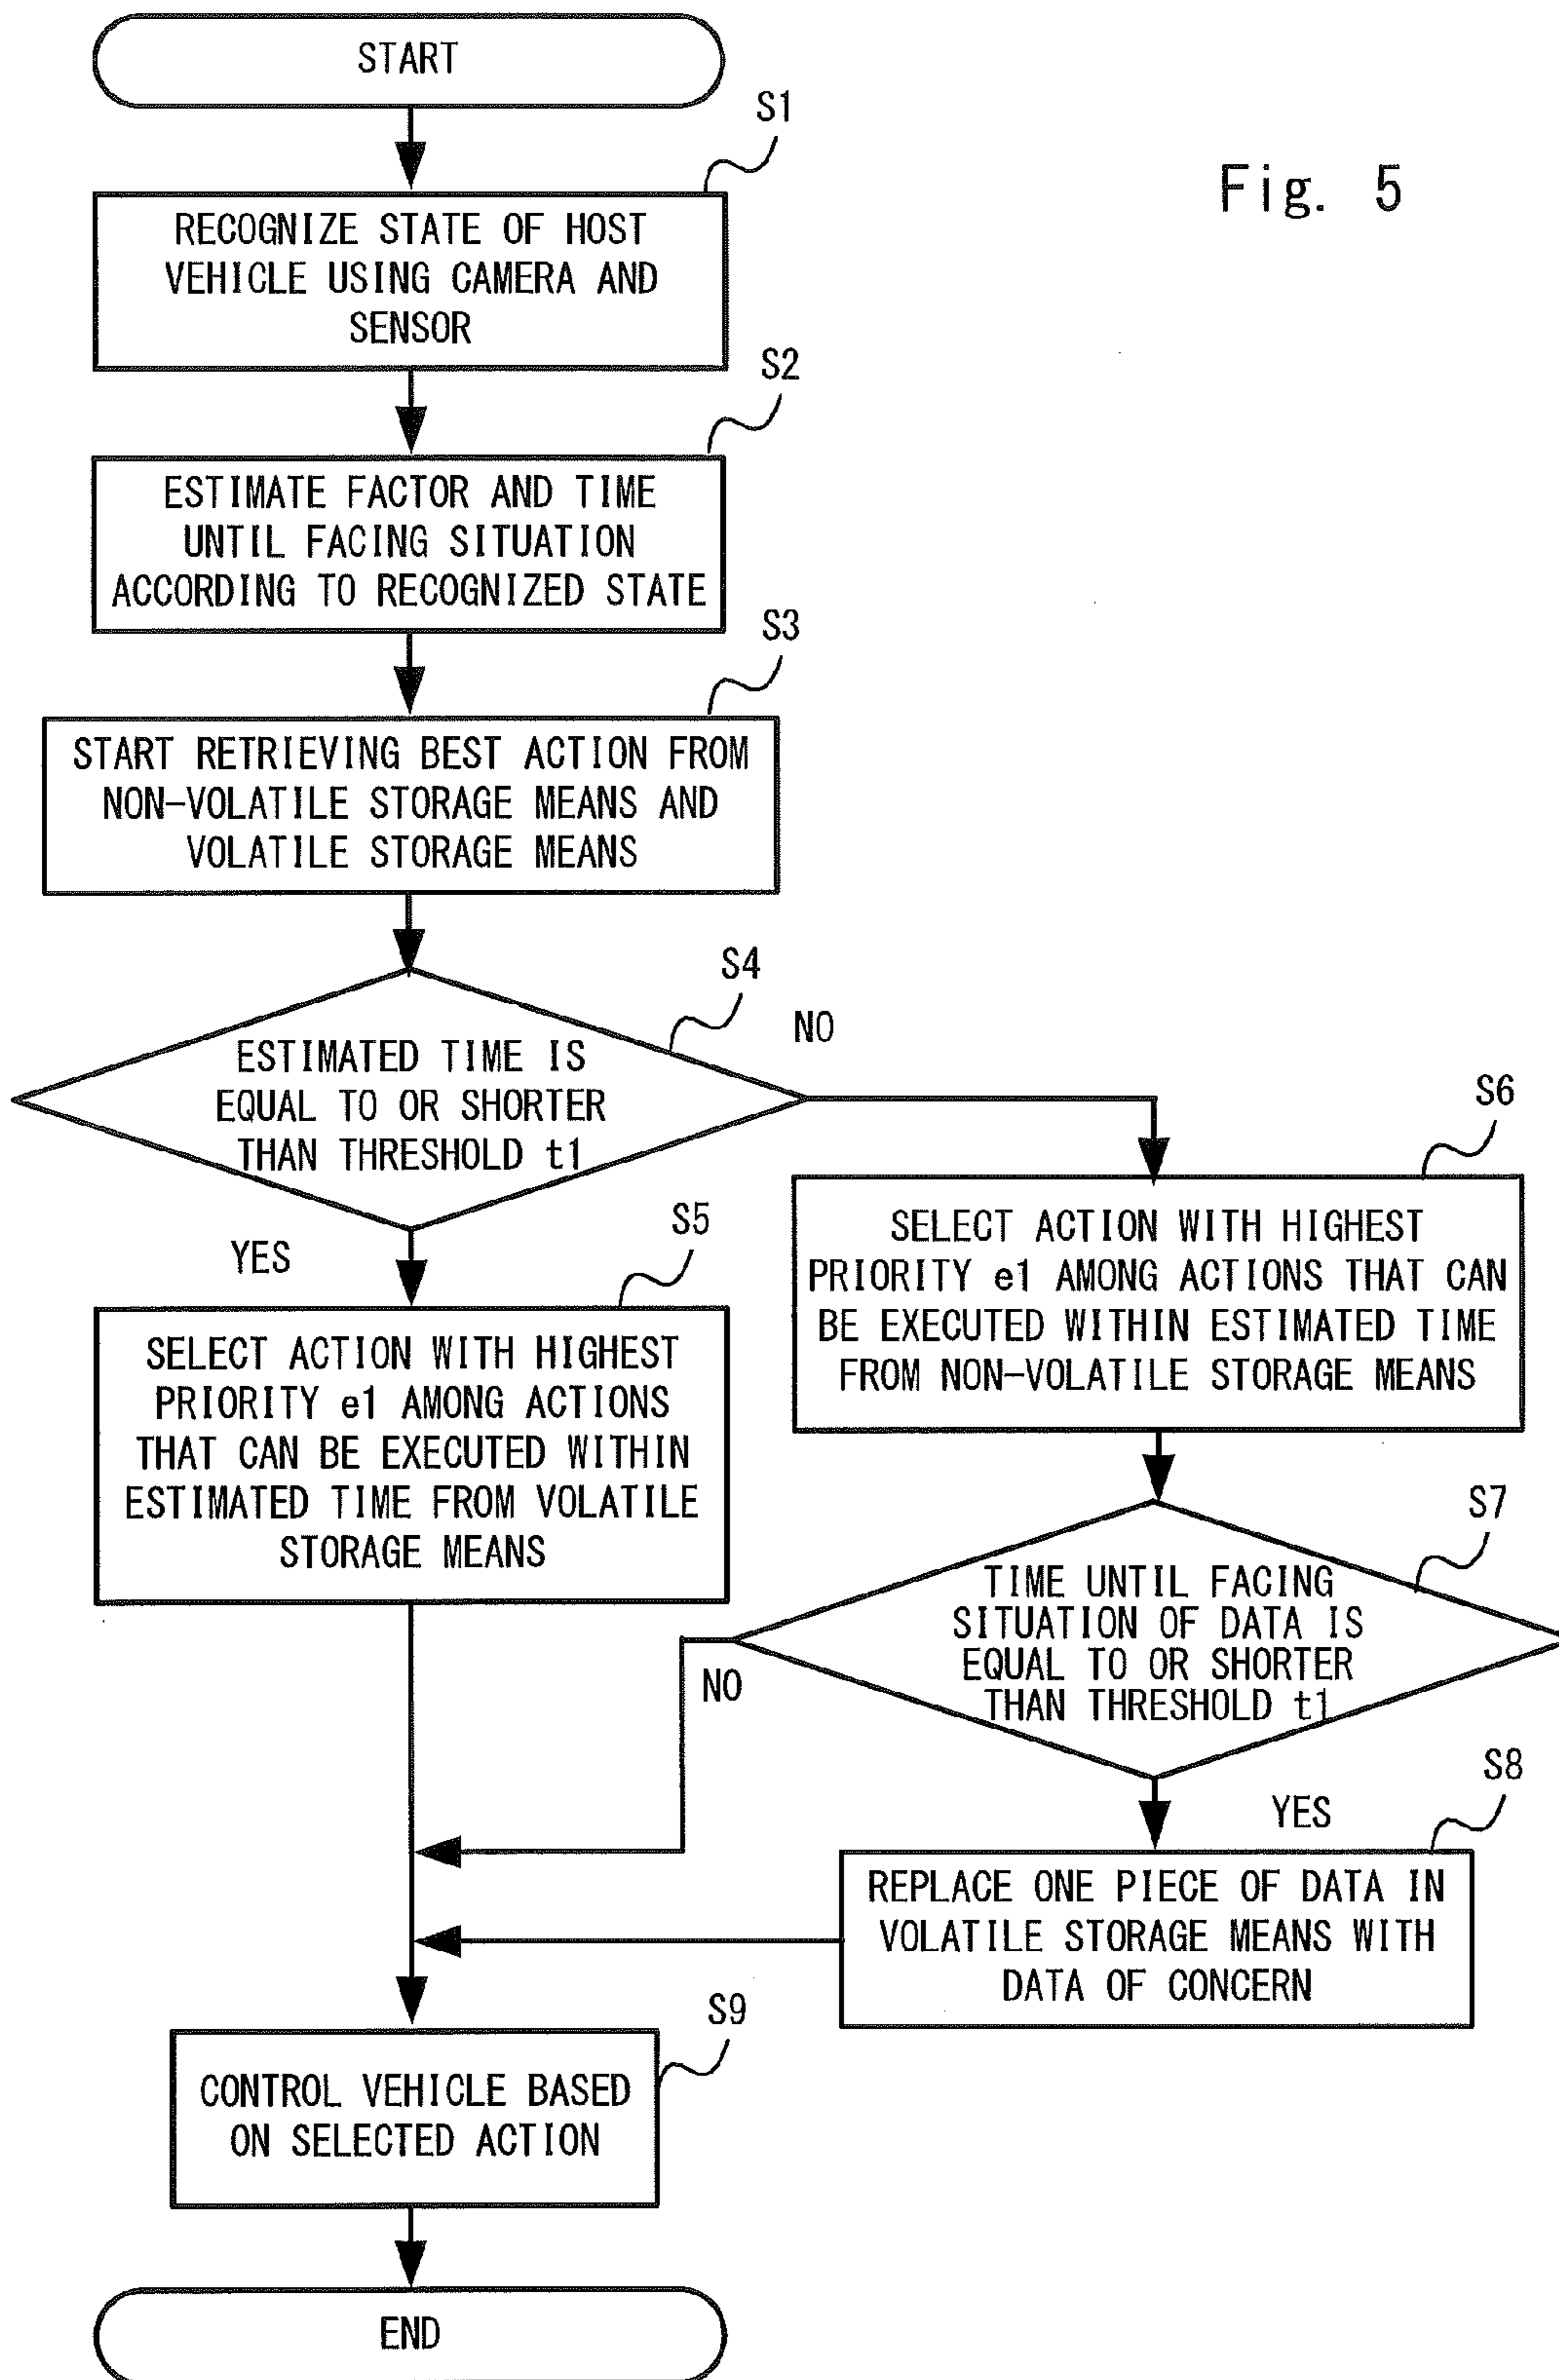 START
S1
Fig. 5
RECOGNIZE STATE OF HOST
VEHICLE USING CAMERA AND
SENSOR
S2
ESTIMATE FACTOR AND TIME
UNTIL FACING SITUATION
ACCORDING TO RECOGNIZED STATE
S3
START RETRIEVING BEST ACTION FROM
NON-VOLATILE STORAGE MEANS AND
VOLATILE STORAGE MEANS
S4
NO
ESTIMATED TIME IS
EQUAL TO OR SHORTER
THAN THRESHOLD t1
YES
S5
SELECT ACTION WITH HIGHEST
PRIORITY e1 AMONG ACTIONS
THAT CAN BE EXECUTED WITHIN
ESTIMATED TIME FROM VOLATILE
STORAGE MEANS
S6
SELECT ACTION WITH HIGHEST
PRIORITY e1 AMONG ACTIONS THAT CAN
BE EXECUTED WITHIN ESTIMATED TIME
FROM NON-VOLATILE STORAGE MEANS
S7
TIME UNTIL FACING
SITUATION OF DATA IS
EQUAL TO OR SHORTER
THAN THRESHOLD t1
NO
YES
S8
REPLACE ONE PIECE OF DATA IN
VOLATILE STORAGE MEANS WITH
DATA OF CONCERN
S9
CONTROL VEHICLE BASED
ON SELECTED ACTION
END